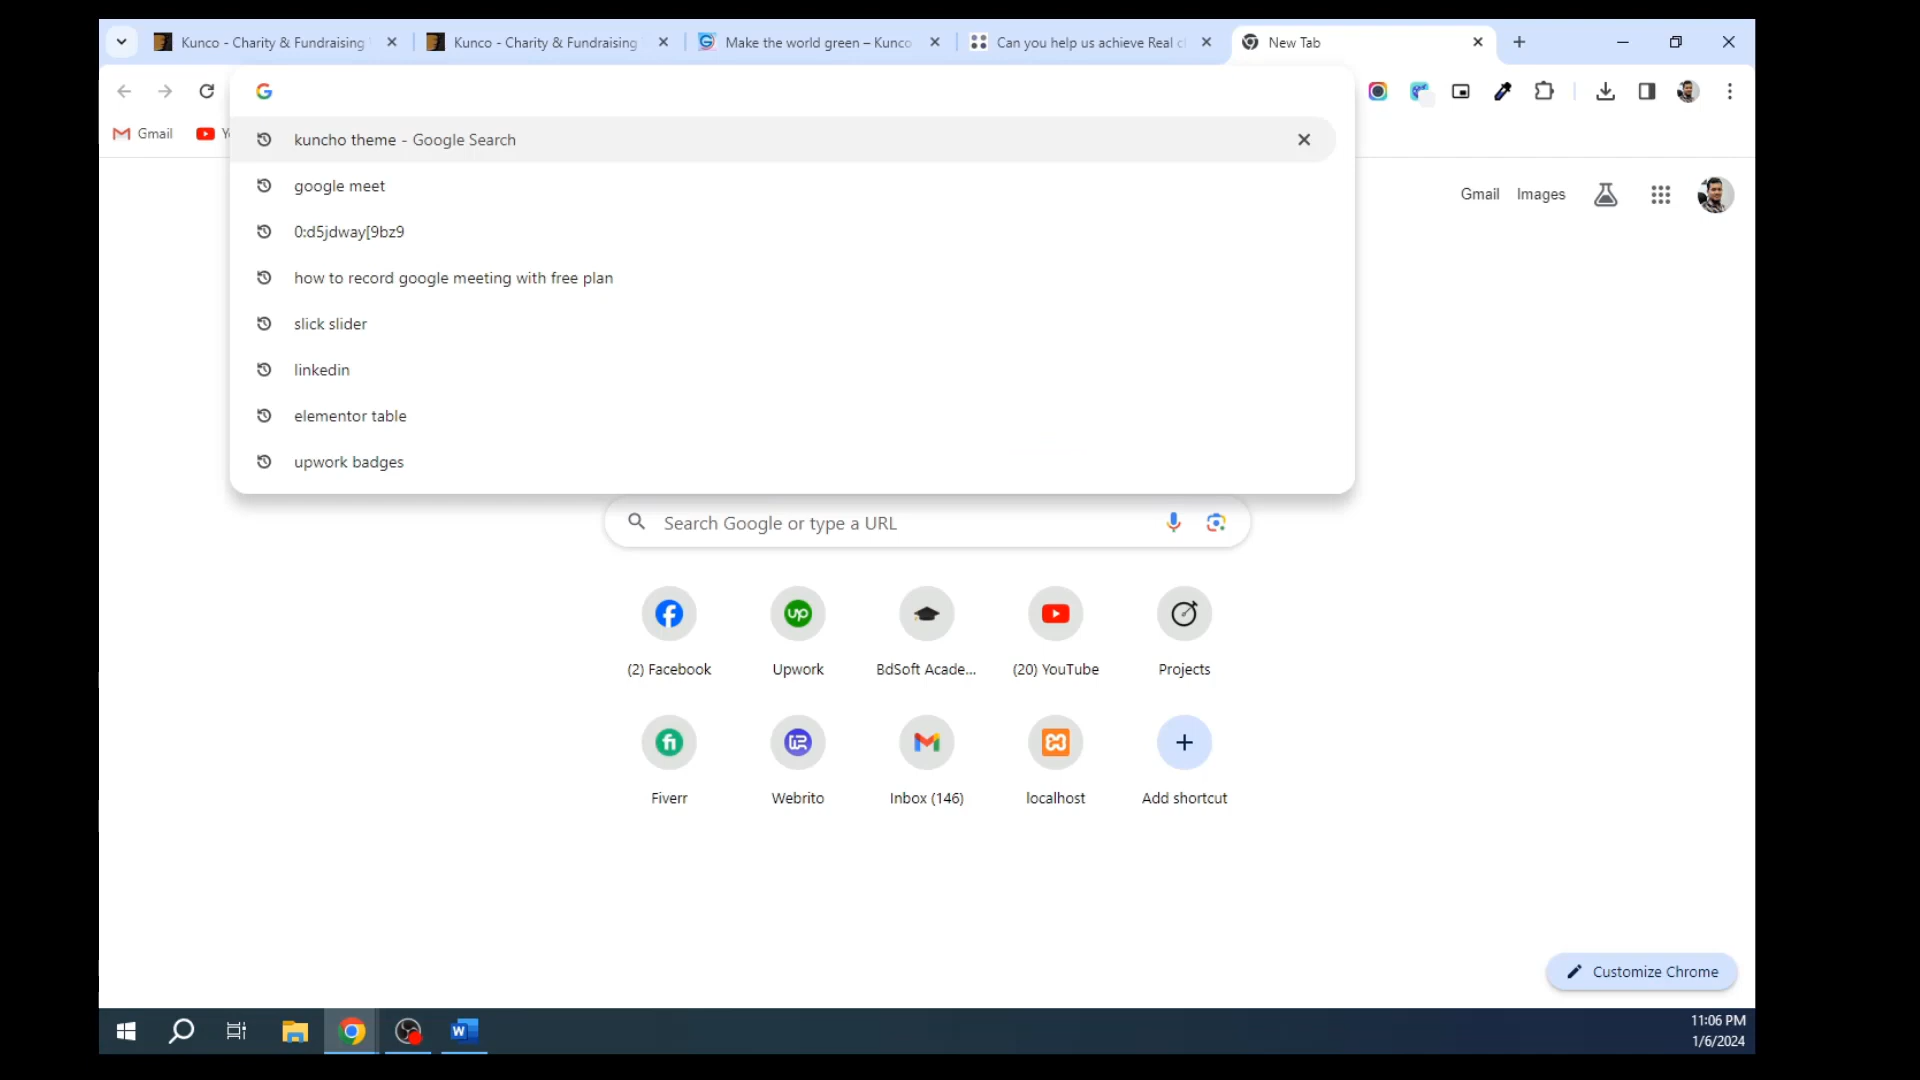 Kunco - Charity & Fundraising
Kunco - Charity & Fundraising
Make the world green – Kunco
Can you help us achieve Real cl
New Tab
Gmail
kuncho theme - Google Search
google meet
0:d5jdway[9bz9
how to record google meeting with free plan
slick slider
linkedin
elementor table
upwork badges
Gmail Images
Search Google or type a URL
(2) Facebook
Upwork
BdSoft Acade...
(20) YouTube
Projects
Fiverr
Webrito
Inbox (146)
localhost
Add shortcut
Customize Chrome
11:06 PM
1/6/2024